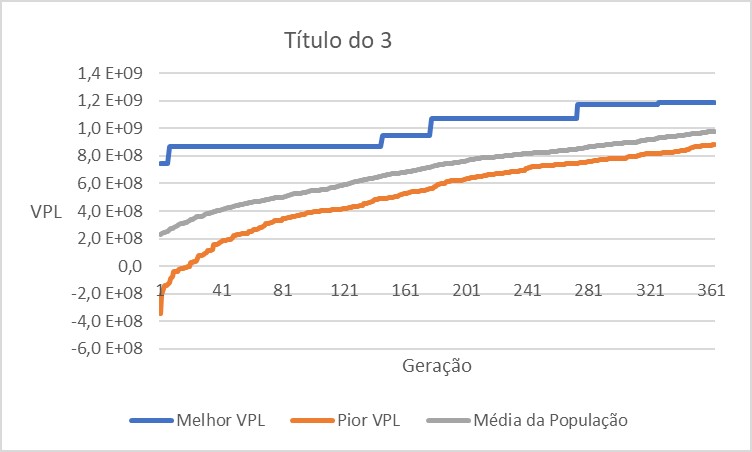 Título do 3
1,4 E+09
1,2 E+09
1,0 E+09
8,0 E+08
6,0 E+08
4,0 E+08
2,0 E+08
0,0
-2,0 E+08
-4,0 E+08
-6,0 E+08
VPL
1 41 81 121 161 201 241 281 321 361
Geração
Melhor VPL Pior VPL Média da População